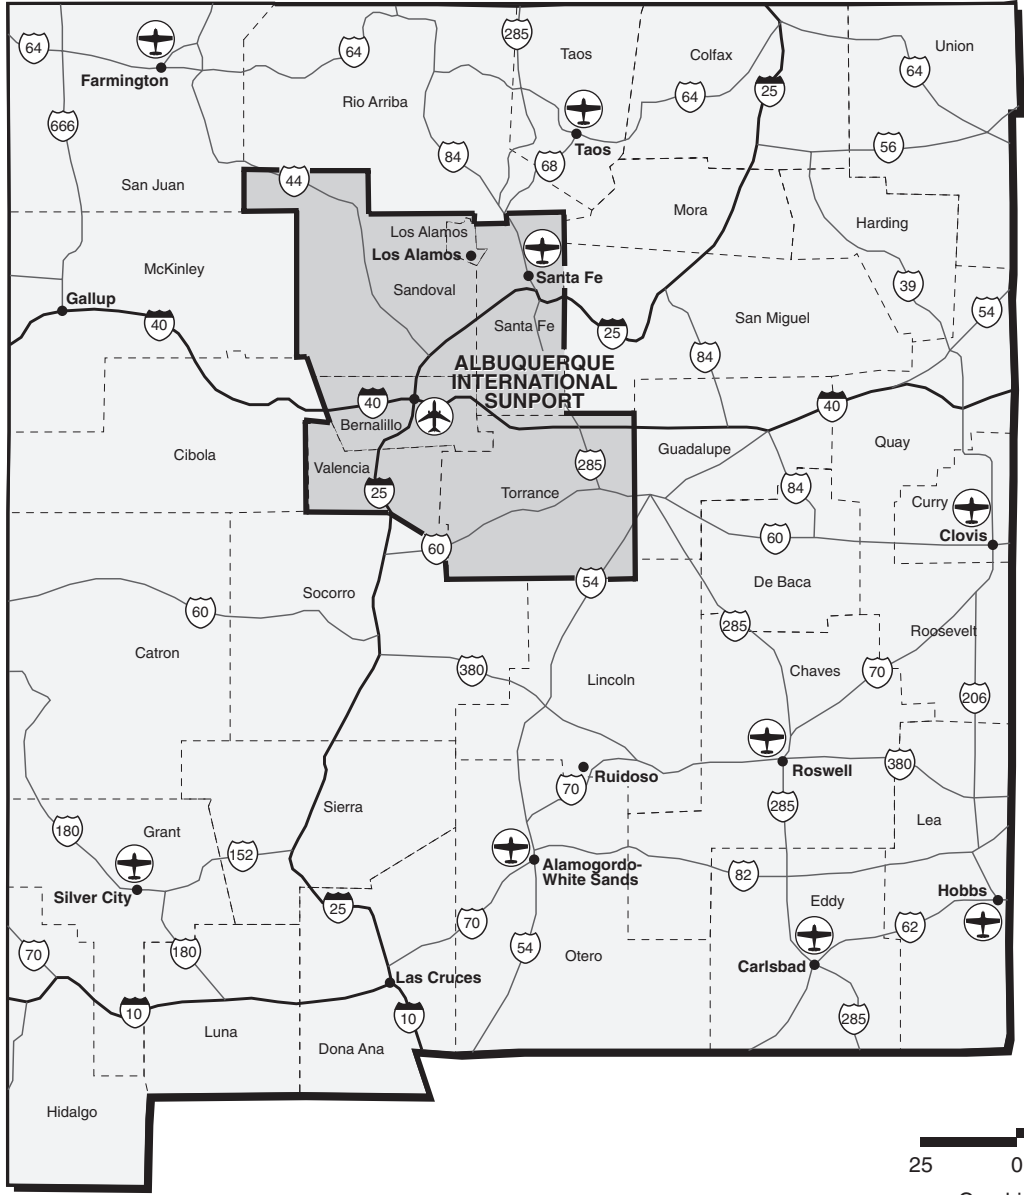 64
Farmington
666
64
Rio Arriba
285
Taos
Colfax
Union
64
25
64
Taos
68
84
56
San Juan
44
Mora
Harding
Los Alamos
Los Alamos
McKinley
Sandoval
Santa Fe
39
Gallup
40
Santa Fe
25
San Miguel
54
84
ALBUQUERQUE
INTERNATIONAL
SUNPORT
40
40
Bernalillo
Guadalupe
Quay
Cibola
Valencia
285
25
Torrance
84
Curry
Clovis
60
60
54
De Baca
Socorro
60
285
Roosevelt
Catron
380
Lincoln
Chaves
70
206
Ruidoso
70
Roswell
380
285
Sierra
Lea
180
Grant
152
Alamogordo-
White Sands
82
Silver City
25
Eddy
Hobbs
70
62
70
180
54
Otero
Carlsbad
Las Cruces
10
10
285
Luna
Dona Ana
Hidalgo
25
0